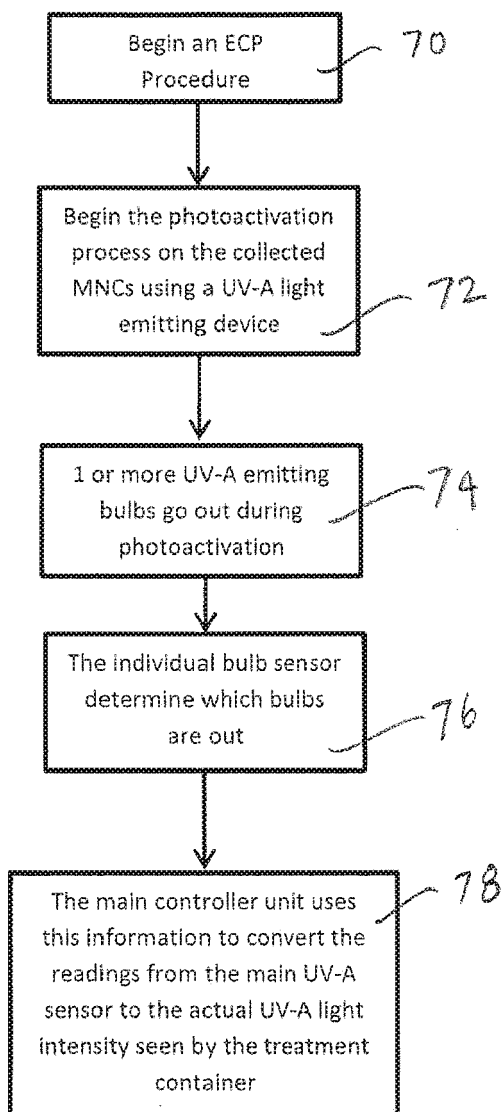 Begin an ECP
Procedure
70
Begin the photoactivation
process on the collected
MNCs using a UV-A light
emitting device
72
1 or more UV-A emitting
bulbs go out during
photoactivation
74
The individual bulb sensor
determine which bulbs
are out
76
The main controller unit uses
this information to convert the
readings from the main UV-A
sensor to the actual UV-A light
intensity seen by the treatment
container
78